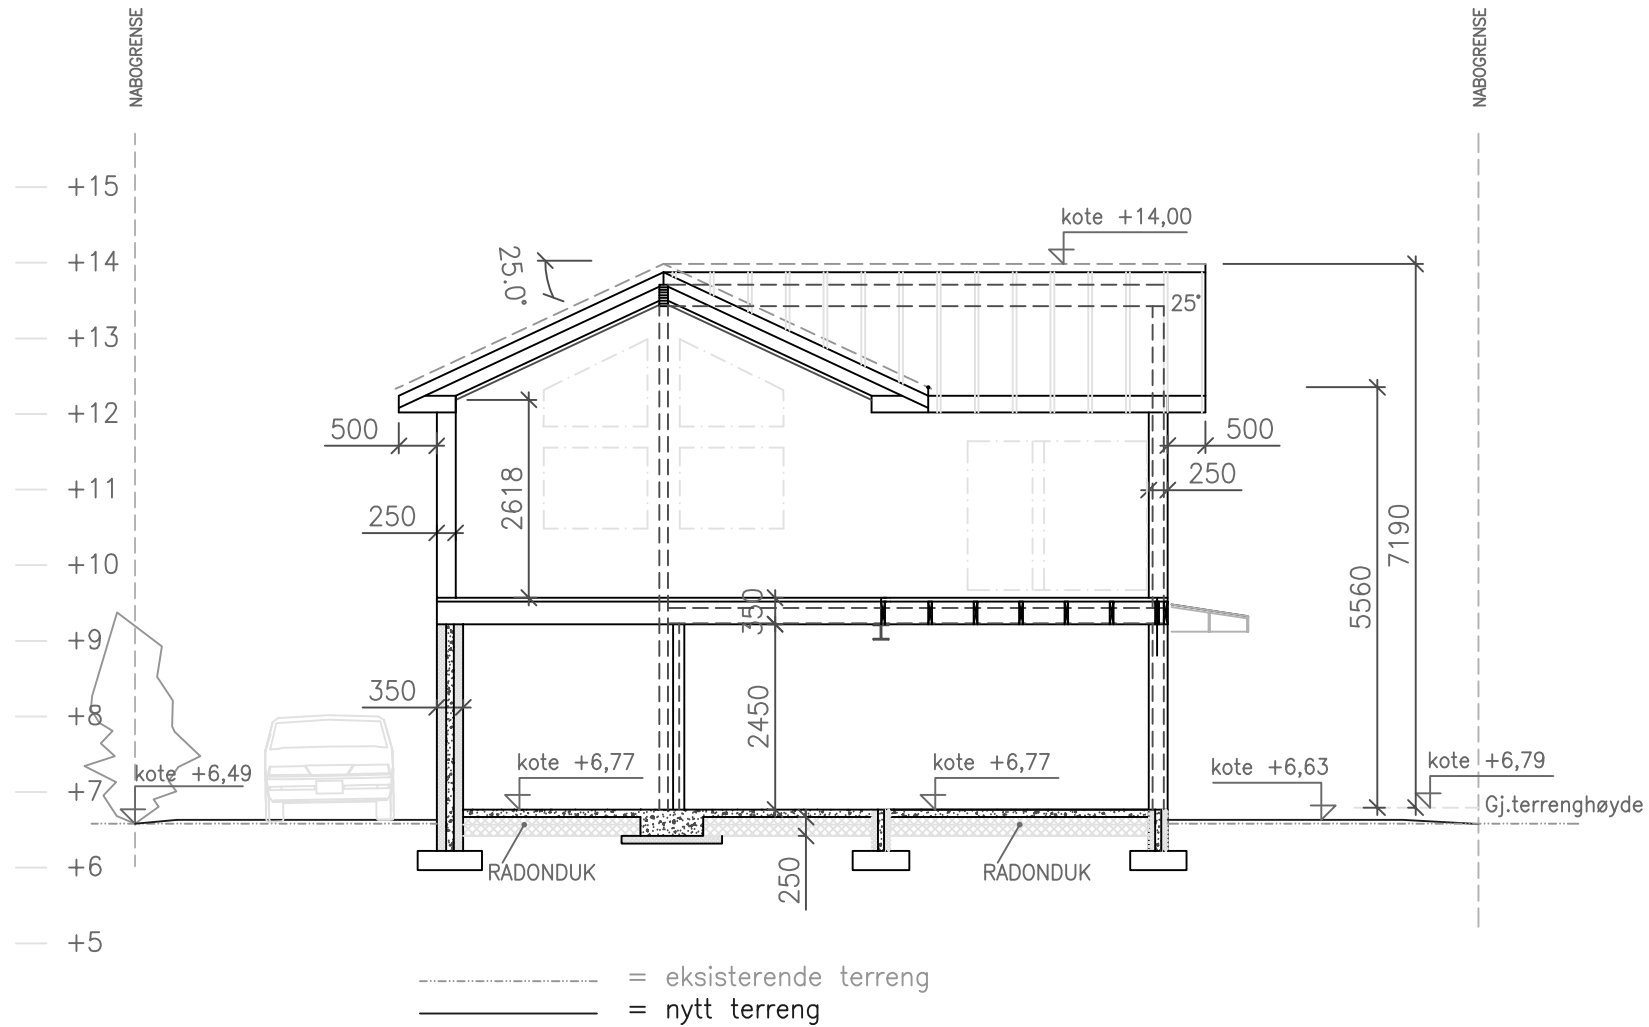 NABOGRENSE
NABOGRENSE
+15
kote +14,00
+14
25.0°
25°
+13
+12
500
500
2618
250
+11
250
7190
+10
5560
350
+9
350
+8
2450
kote +6,77
kote +6,77
kote +6,63
kote +6,79
kote +6,49
+7
Gj.terrenghøyde
+6
RADONDUK
250
RADONDUK
+5
= eksisterende terreng
= nytt terreng